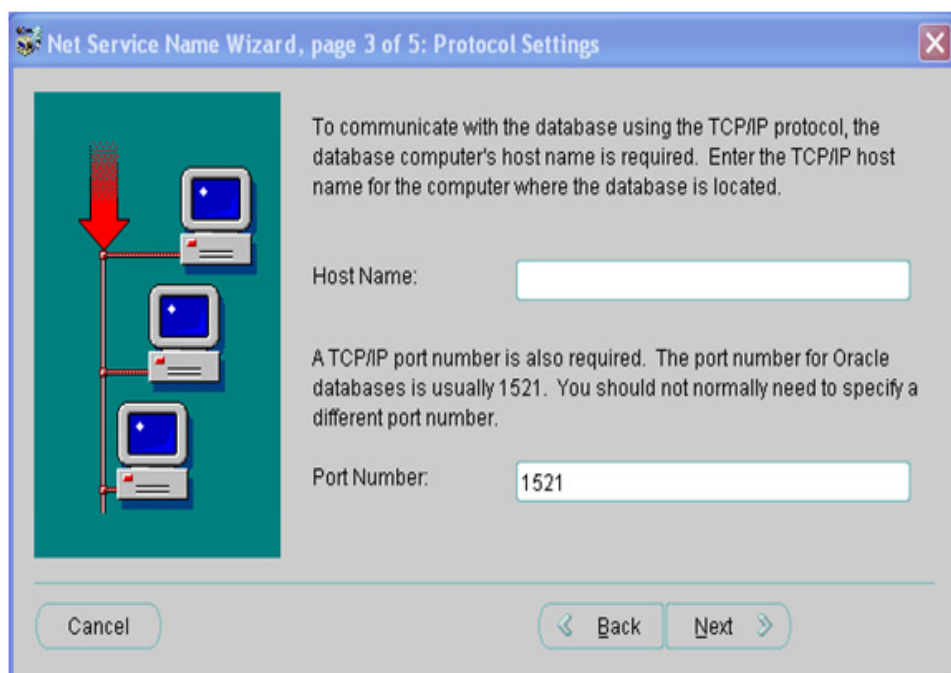 Net Service Name Wizard, page 3 of 5: Protocol Settings
To communicate with the database using the TCP/IP protocol, the
database computer's host name is required. Enter the TCP/IP host
name for the computer where the database is located.
Host Name:
A TCP/IP port number is also required. The port number for Oracle
databases is usually 1521. You should not normally need to specify a
different port number.
Port Number: 1521
Cancel Back Next